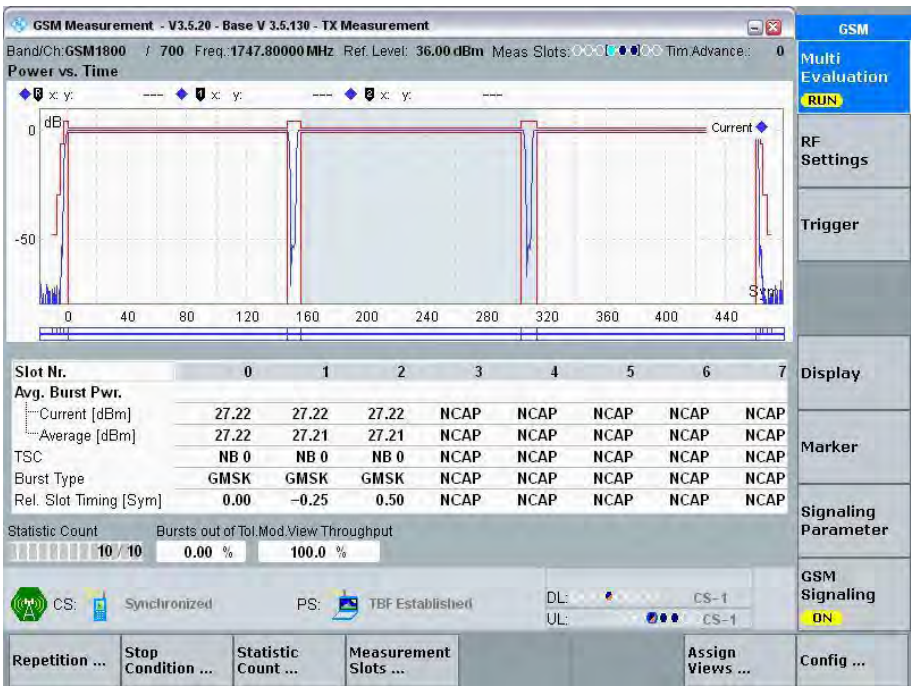 GSM Measurement - V3.5.20 - Base V 3.5.130 - TX Measurement
GSM
Band/Ch:GSM1800 / 700 Freq.:1747.80000 MHz Ref. Level: 36.00 dBm Meas Slots: Tim.Advance.: 0
Power vs. Time
Multi Evaluation
RUN
x: y: --- x: y: --- x: y: ---
dB
Current
0
-50
Sym
0 40 80 120 160 200 240 280 320 360 400 440
RF Settings
Trigger
Slot Nr. 0 1 2 3 4 5 6 7
Avg. Burst Pwr.
Current [dBm] 27.22 27.22 27.22 NCAP NCAP NCAP NCAP NCAP
Average [dBm] 27.22 27.21 27.21 NCAP NCAP NCAP NCAP NCAP
TSC NB 0 NB 0 NB 0 NCAP NCAP NCAP NCAP NCAP
Burst Type GMSK GMSK GMSK NCAP NCAP NCAP NCAP NCAP
Rel. Slot Timing [Sym] 0.00 −0.25 0.50 NCAP NCAP NCAP NCAP NCAP
Display
Marker
Statistic Count Bursts out of Tol.Mod.View Throughput
10 / 10 0.00 % 100.0 %
Signaling Parameter
CS: Synchronized PS: TBF Established DL: CS-1
UL: CS-1
GSM Signaling
ON
Repetition ... Stop Condition ... Statistic Count ... Measurement Slots ... Assign Views ... Config ...